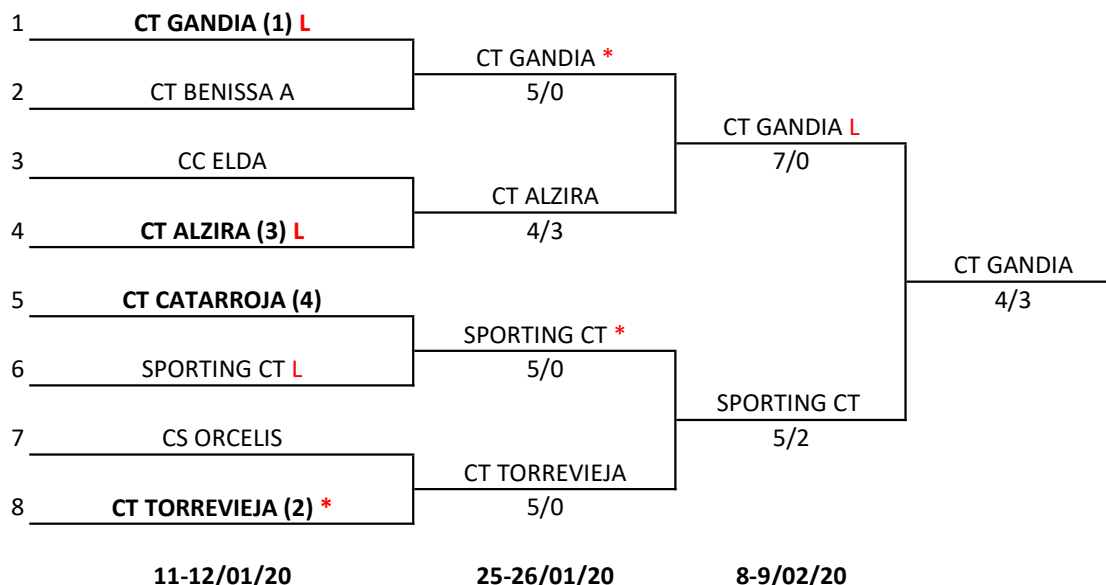 1 CT GANDIA (1) L
CT GANDIA *
5/0
2 CT BENISSA A
CT GANDIA L
7/0
3 CC ELDA
CT ALZIRA
4/3
4 CT ALZIRA (3) L
CT GANDIA
4/3
5 CT CATARROJA (4)
SPORTING CT *
5/0
6 SPORTING CT L
SPORTING CT
5/2
7 CS ORCELIS
CT TORREVIEJA
5/0
8 CT TORREVIEJA (2) *
11-12/01/20 25-26/01/20 8-9/02/20